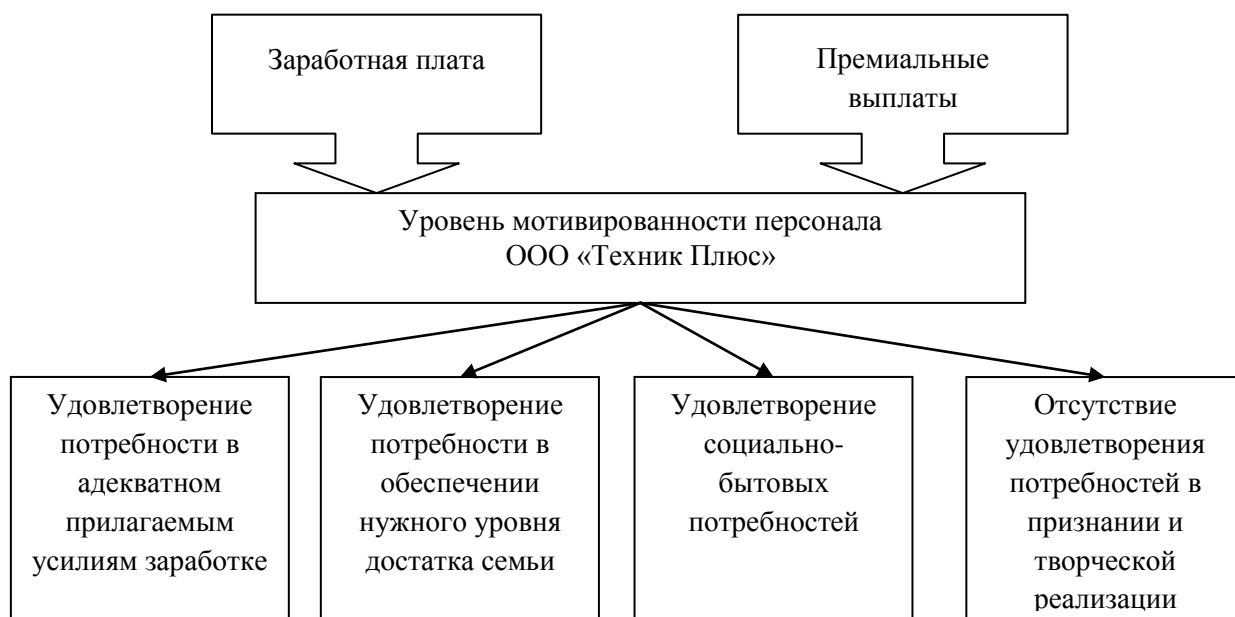 Заработная плата
Премиальные
выплаты
Уровень мотивированности персонала
ООО «Техник Плюс»
Удовлетворение
потребности в
адекватном
прилагаемым
усилиям заработке
Удовлетворение
потребности в
обеспечении
нужного уровня
достатка семьи
Удовлетворение
социально-
бытовых
потребностей
Отсутствие
удовлетворения
потребностей в
признании и
творческой
реализации